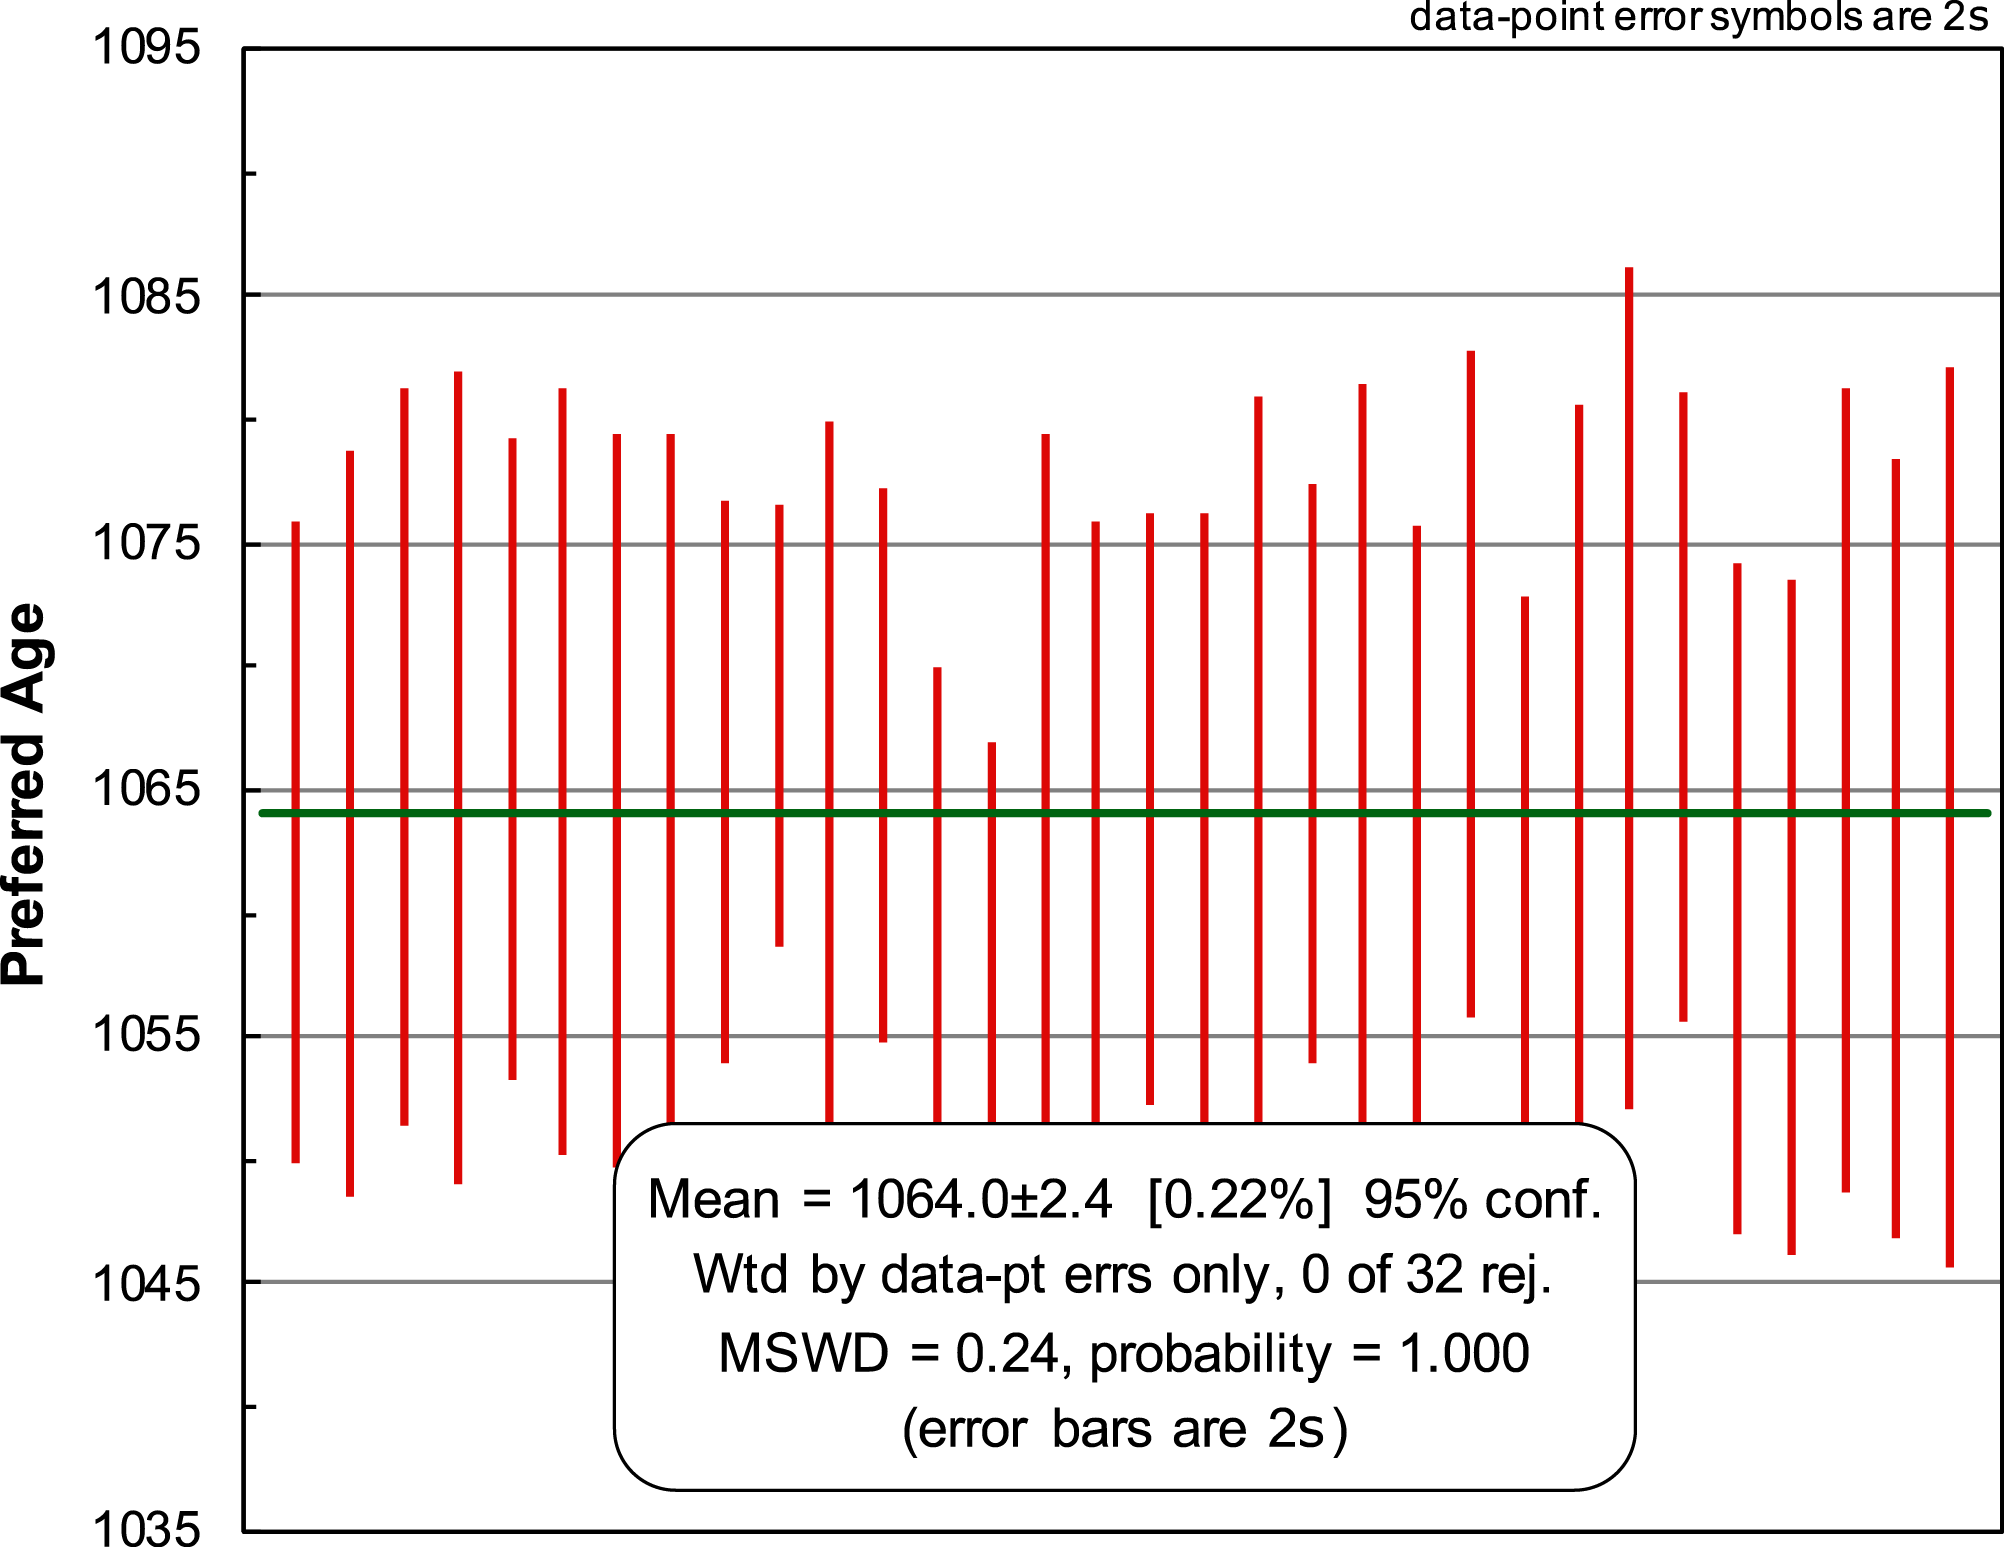 data-point error symbols are 2s
1095
1085
1075
1065
1055
1045
1035
Preferred Age
Mean = 1064.0±2.4 [0.22%] 95% conf.
Wtd by data-pt errs only, 0 of 32 rej.
MSWD = 0.24, probability = 1.000
(error bars are 2s)